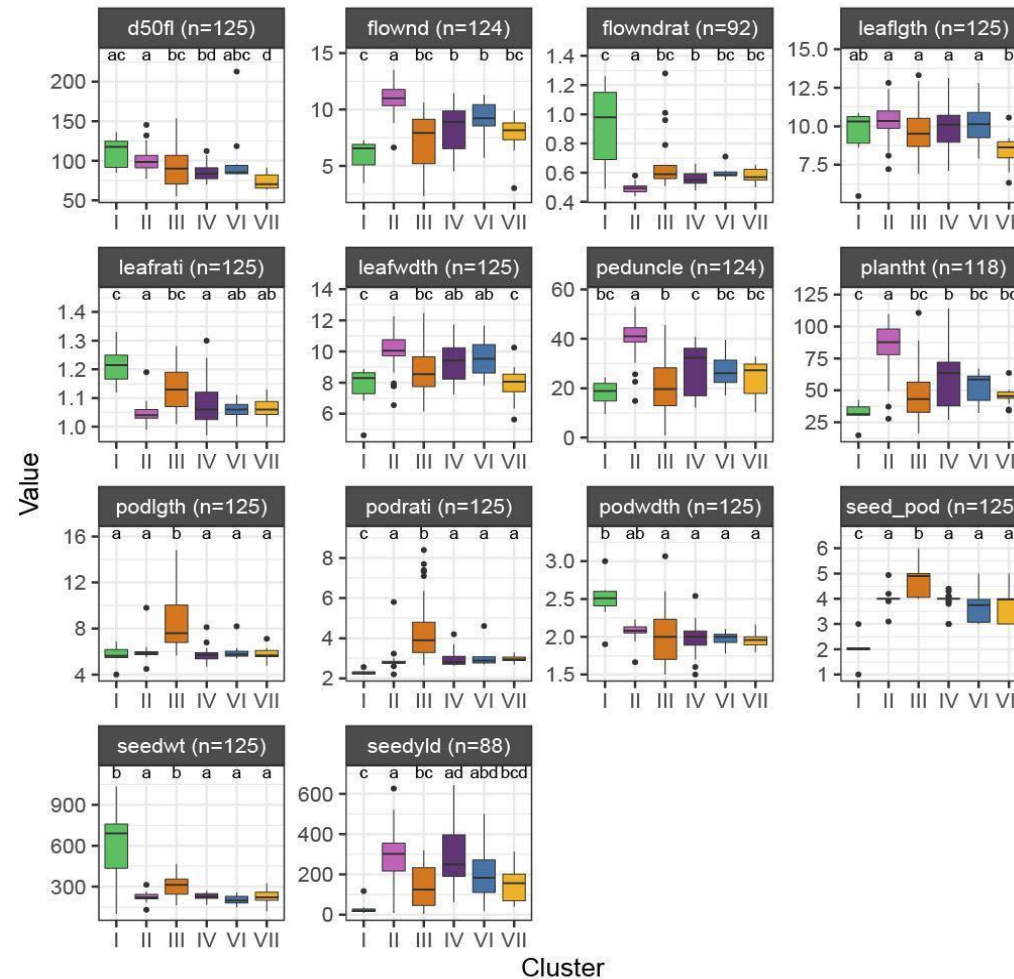 d50fl (n=125) flownd (n=124) flowndrat (n=92) leaflgth (n=125)
ac a bc bd abc d c a bc b b bc c a b b b b ab a a a a b
200 150 100 50
15 10 5
1.4 1.2 1.0 0.8 0.6 0.4
15.0 12.5 10.0 7.5
I II III IV VI VII I II III IV VI VII I II III IV VI VII I II III IV VI VII
leafrati (n=125) leafwdth (n=125) peduncle (n=124) plantht (n=118)
c a bc a ab ab c a bc ab ab c bc a b c bc bc c a bc b b bc
1.4 1.3 1.2 1.1 1.0
14 12 10 8 6
60 40 20 0
125 100 75 50 25
I II III IV VI VII I II III IV VI VII I II III IV VI VII I II III IV VI VII
Value
podlgth (n=125) podrati (n=125) podwdth (n=125) seed_pod (n=125
a a b a a a c a b a a a b a a a a a c a b a a a
16 12 8 4
8 6 4 2
3.0 2.5 2.0 1.5
6 5 4 3 2 1
I II III IV VI VII I II III IV VI VII I II III IV VI VII I II III IV VI VII
seedwt (n=125) seedyld (n=88)
b a b a a a c a bc ad abd bcd
900 600 300
600 400 200 0
I II III IV VI VII I II III IV VI VII
Cluster